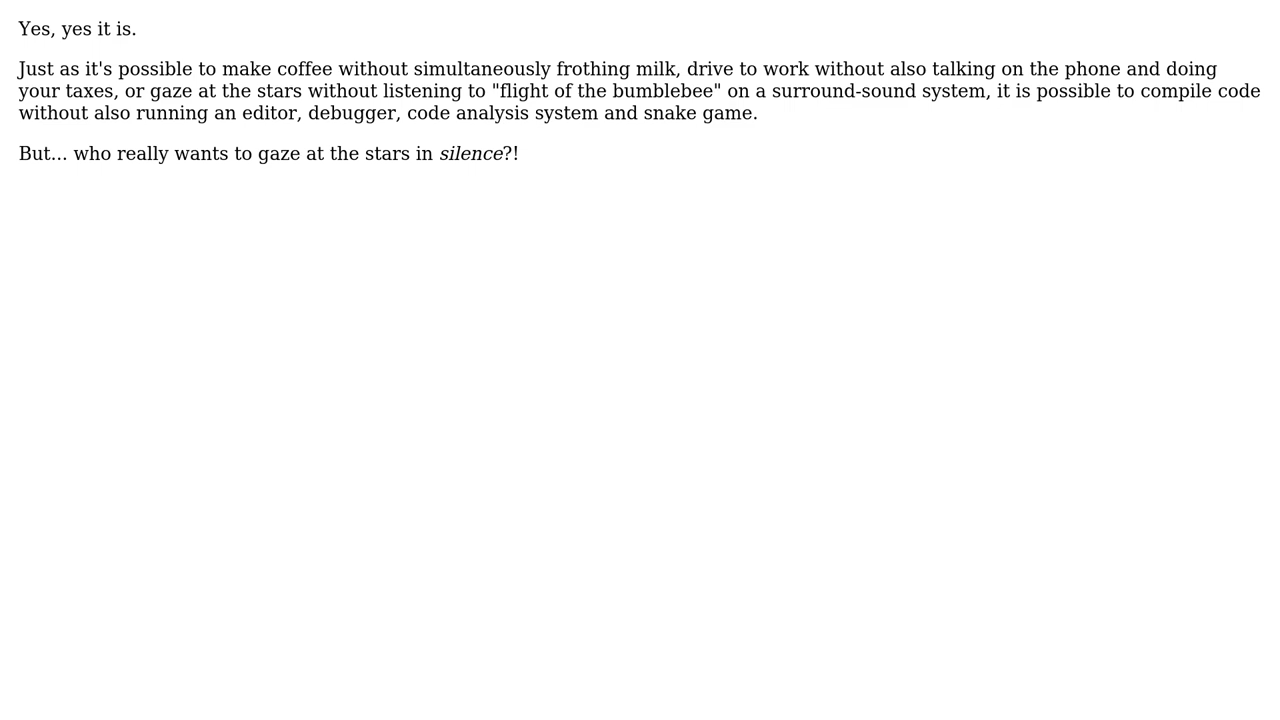 Yes, yes it is.
Just as it's possible to make coffee without simultaneously frothing milk, drive to work without also talking on the phone and doing
your taxes, or gaze at the stars without listening to "flight of the bumblebee" on a surround-sound system, it is possible to compile code
without also running an editor, debugger, code analysis system and snake game.
But... who really wants to gaze at the stars in silence?!